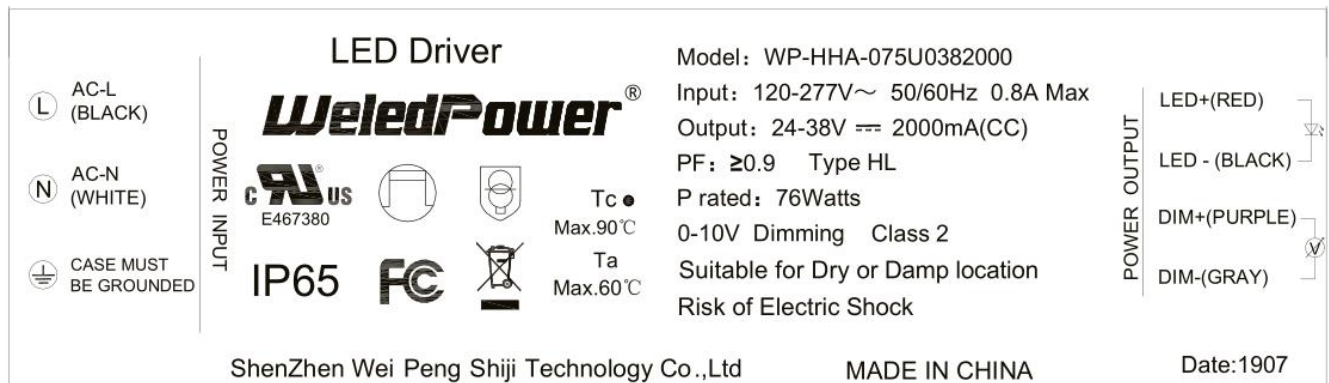 LED Driver
WeledPower®
L
AC-L
(BLACK)
N
AC-N
(WHITE)
CASE MUST
BE GROUNDED
POWER INPUT
c RU ® US
E467380
IP65
FC
Tc
Max.90℃
Ta
Max.60℃
Model: WP-HHA-075U0382000
Input: 120-277V～ 50/60Hz 0.8A Max
Output: 24-38V ⎓ 2000mA(CC)
PF: ≥0.9 Type HL
P rated: 76Watts
0-10V Dimming Class 2
Suitable for Dry or Damp location
Risk of Electric Shock
POWER OUTPUT
LED+(RED)
LED - (BLACK)
DIM+(PURPLE)
DIM-(GRAY)
V
ShenZhen Wei Peng Shiji Technology Co.,Ltd
MADE IN CHINA
Date:1907